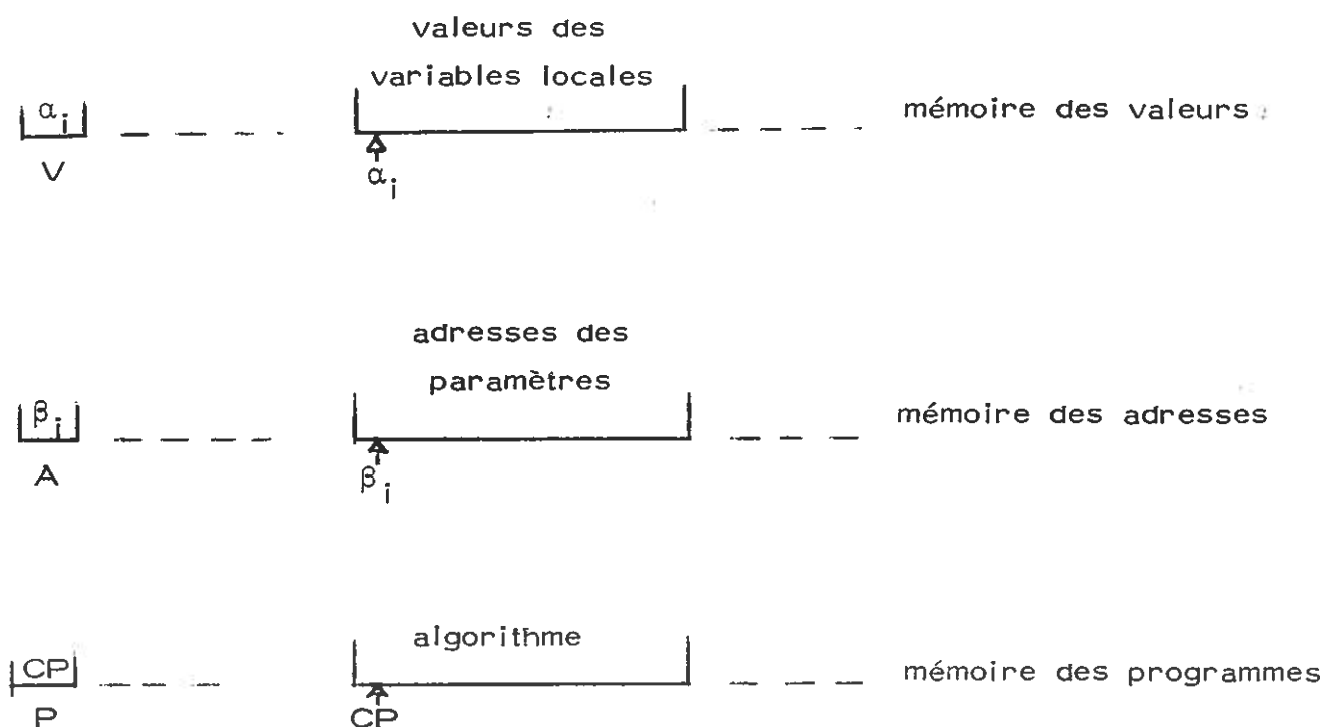 valeurs des
variables locales
αi
mémoire des valeurs
V
αi
adresses des
paramètres
βi
mémoire des adresses
A
βi
algorithme
CP
mémoire des programmes
P
CP